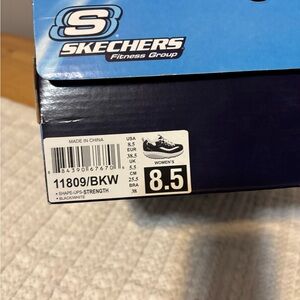 S
SKECHERS
Fitness Group
MADE IN CHINA
USA
8.5
EUR
38.5
UK
5.5
CM
25.5
BRA
38
WOMEN'S
8.5
11809/BKW
• SHAPE-UPS-STRENGTH
• BLACK/WHITE